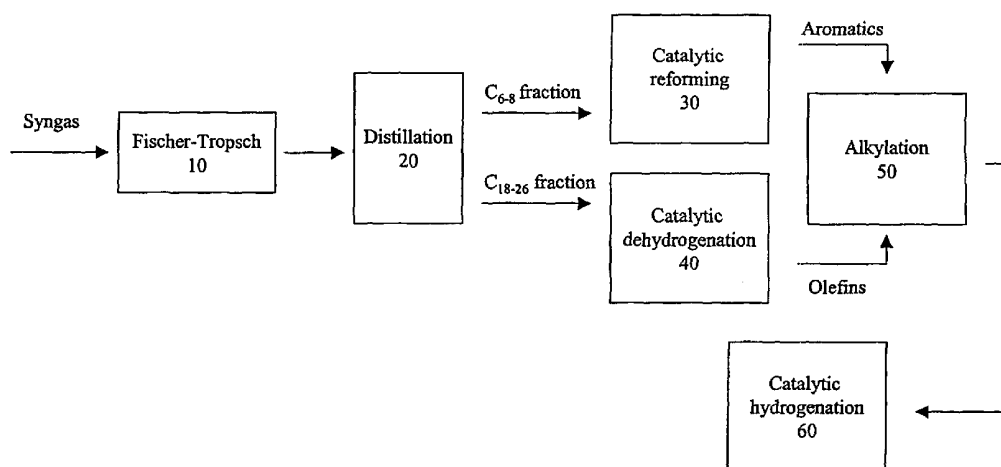 Syngas
Fischer-Tropsch
10
Distillation
20
C6-8 fraction
C18-26 fraction
Catalytic
reforming
30
Catalytic
dehydrogenation
40
Aromatics
Olefins
Alkylation
50
Catalytic
hydrogenation
60